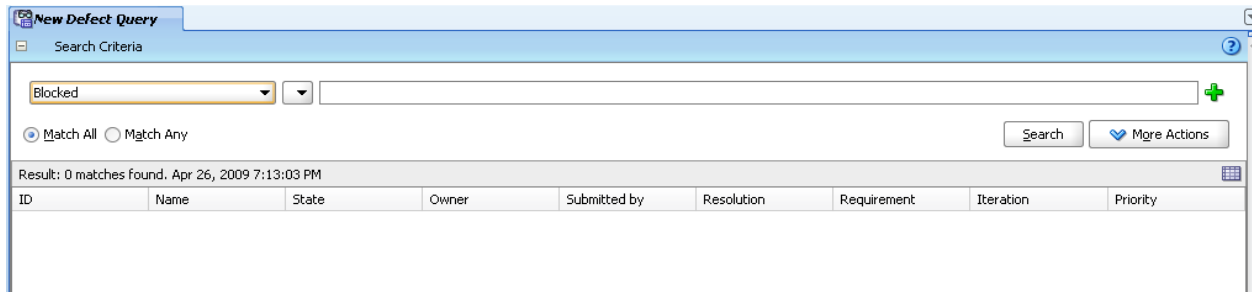 New Defect Query
Search Criteria
Blocked
Match All Match Any Search More Actions
Result: 0 matches found. Apr 26, 2009 7:13:03 PM
ID Name State Owner Submitted by Resolution Requirement Iteration Priority